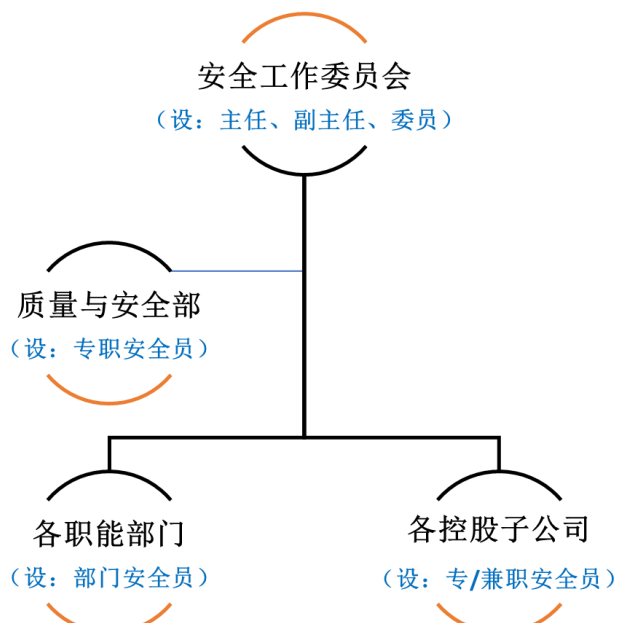 安全工作委员会
（设：主任、副主任、委员）
质量与安全部
（设：专职安全员）
各职能部门
（设：部门安全员）
各控股子公司
（设：专/兼职安全员）